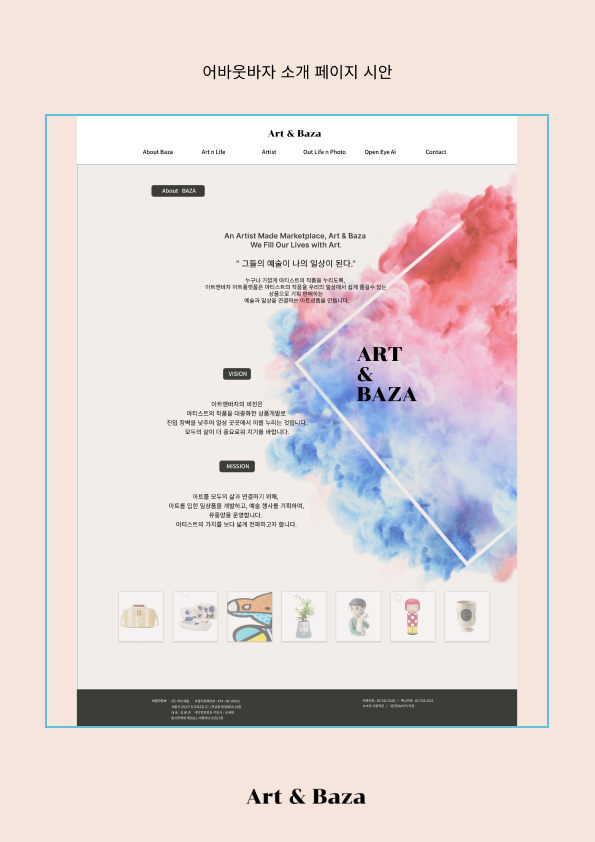 어바웃바자 소개 페이지 시안
Art & Baza
About Baza Art n Life Artist Out Life n Photo Open Eye Ai Contact
About BAZA
An Artist Made Marketplace, Art & Baza
We Fill Our Lives with Art.
“ 그들의 예술이 나의 일상이 된다.”
누구나 가깝게 아티스트의 작품을 누리도록,
아트앤바자 아트플랫폼은 아티스트의 작품을 우리의 일상에서 쉽게 즐길수 있는
상품으로 기획 판매하는
예술과 일상을 연결하는 아트상품을 만듭니다.
ART
&
BAZA
VISION
아트앤바자의 비전은
아티스트의 작품을 대중화한 상품개발로
진입 장벽을 낮추어 일상 곳곳에서 이를 누리는 것입니다.
모두의 삶이 더 풍요로워 지기를 바랍니다.
MISSION
아트를 모두의 삶과 연결하기 위해,
아트를 입힌 일상품을 개발하고, 예술 행사를 기획하며,
유통망을 운영합니다.
아티스트의 가치를 보다 넓게 전파하고자 합니다.
Art & Baza